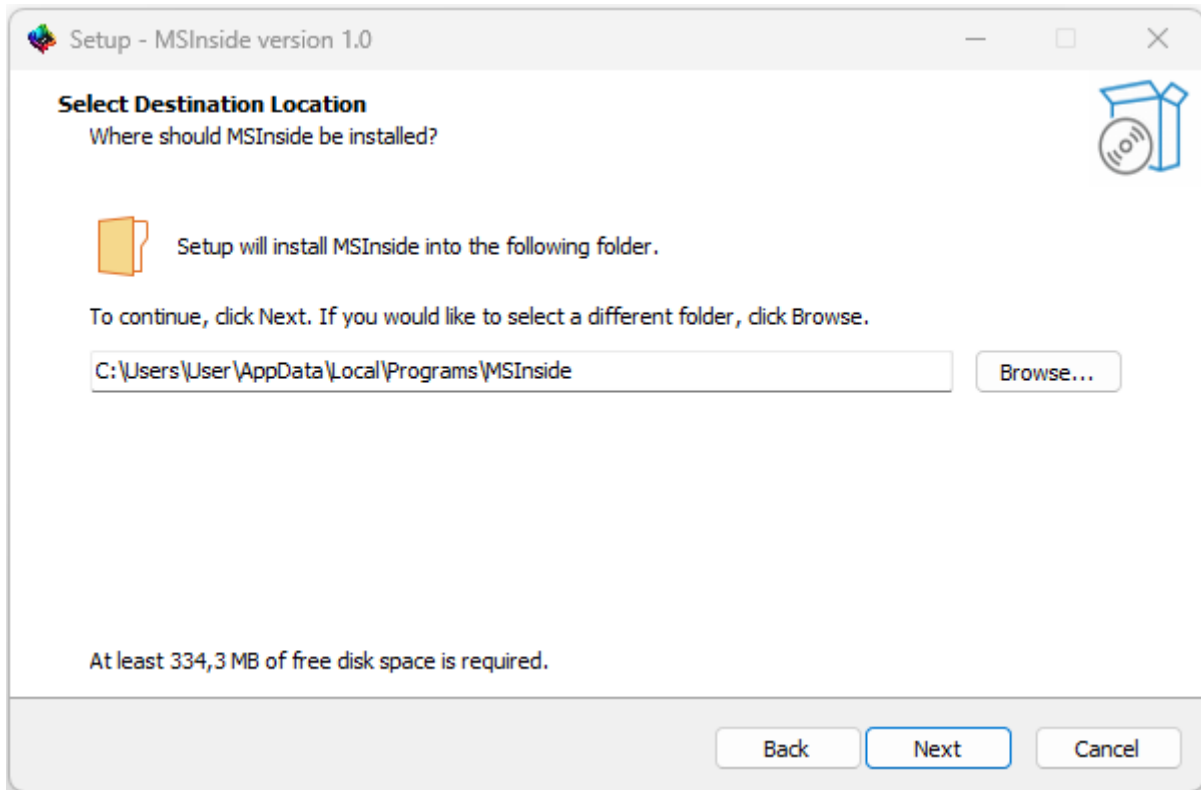 Setup - MSInside version 1.0
Select Destination Location
Where should MSInside be installed?
Setup will install MSInside into the following folder.
To continue, click Next. If you would like to select a different folder, click Browse.
C:\Users\User\AppData\Local\Programs\MSInside
Browse...
At least 334,3 MB of free disk space is required.
Back
Next
Cancel